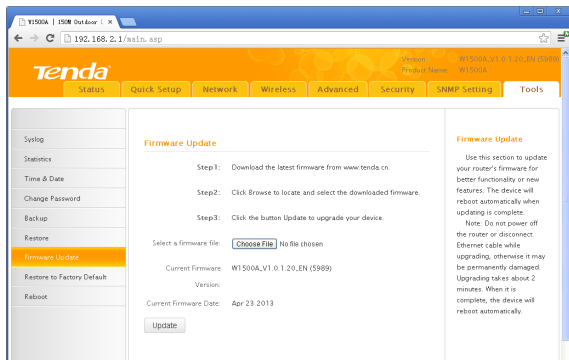 W1500A | 150M Outdoor L
192.168.2.1/main.asp
Tenda
Version: W1500A_V1.0.1.20_EN (5989)
Product Name: W1500A
Status Quick Setup Network Wireless Advanced Security SNMP Setting Tools
Syslog
Statistics
Time & Date
Change Password
Backup
Restore
Firmware Update
Restore to Factory Default
Reboot
Firmware Update
Step1: Download the latest firmware from www.tenda.cn.
Step2: Click Browse to locate and select the downloaded firmware.
Step3: Click the button Update to upgrade your device.
Select a firmware file: Choose File No file chosen
Current Firmware W1500A_V1.0.1.20_EN (5989)
Version:
Current Firmware Date: Apr 23 2013
Update
Firmware Update
Use this section to update
your router's firmware for
better functionality or new
features. The device will
reboot automatically when
updating is complete.
Note: Do not power off
the router or disconnect
Ethernet cable while
upgrading, otherwise it may
be permanently damaged.
Upgrading takes about 2
minutes. When it is
complete, the device will
reboot automatically.